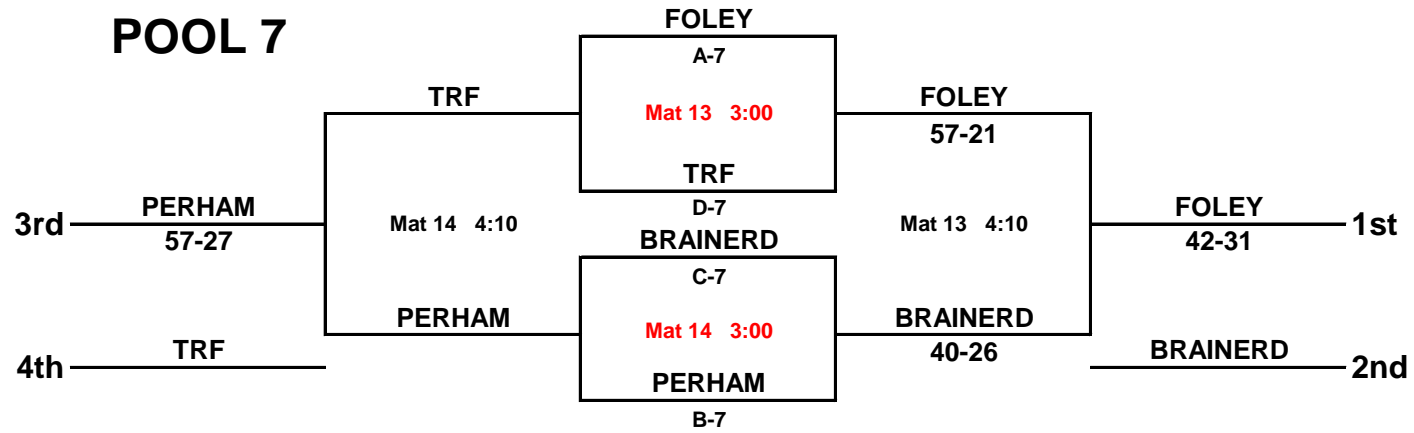 POOL 7
FOLEY
A-7
TRF
Mat 13 3:00
FOLEY
57-21
TRF
D-7
3rd
PERHAM
57-27
Mat 14 4:10
Mat 13 4:10
FOLEY
42-31
1st
BRAINERD
C-7
PERHAM
Mat 14 3:00
BRAINERD
40-26
4th
TRF
BRAINERD
2nd
PERHAM
B-7